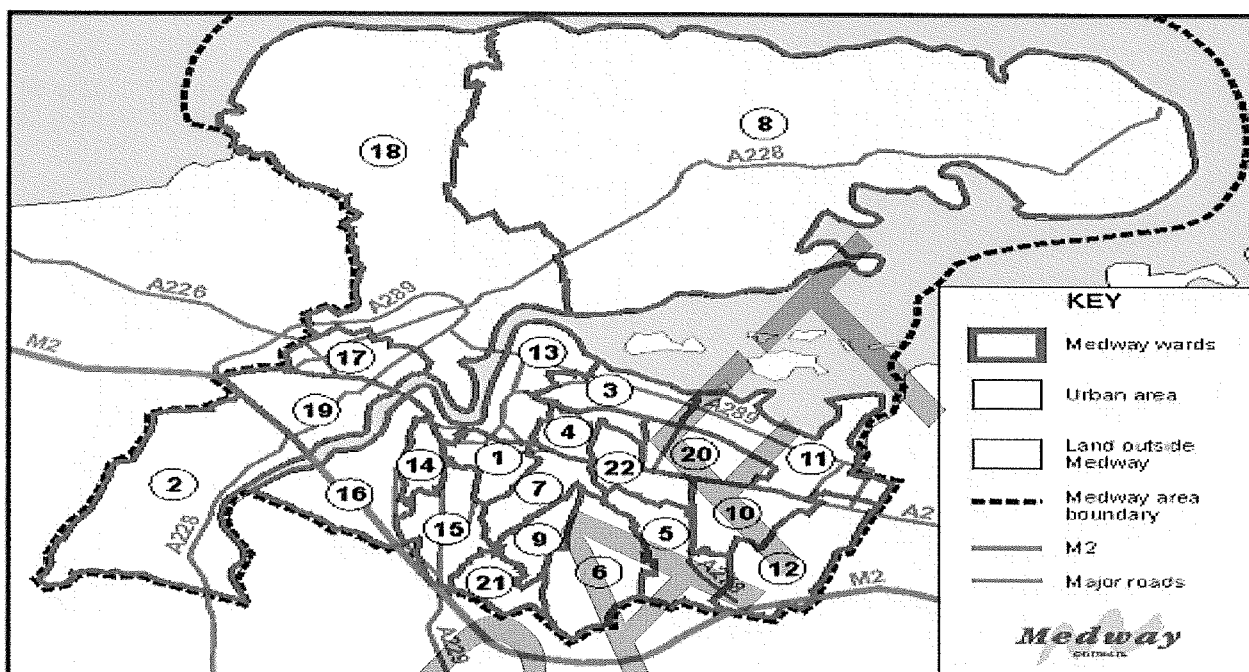 18
8
A228
A226
A289
M2
17
13
3
A289
19
4
1
14
22
20
11
2
16
7
10
A2
15
9
5
A228
6
12
21
M2
A229
KEY
Medway wards
Urban area
Land outside
Medway
Medway area
boundary
M2
Major roads
Medway